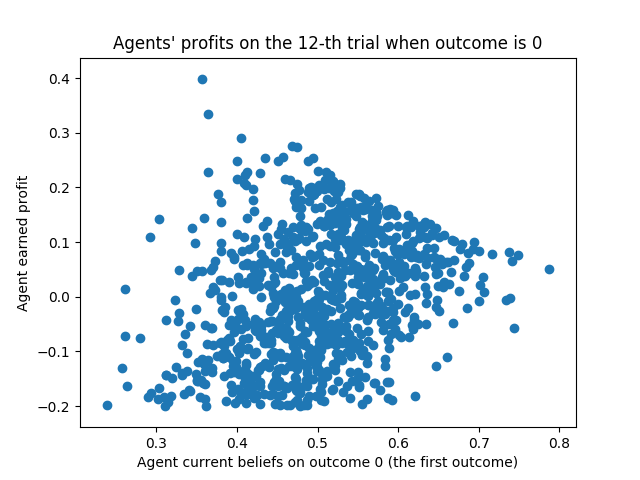 Agents' profits on the 12-th trial when outcome is 0
0.4
0.3
0.2
0.1
0.0
−0.1
−0.2
Agent earned profit
0.3 0.4 0.5 0.6 0.7 0.8
Agent current beliefs on outcome 0 (the first outcome)